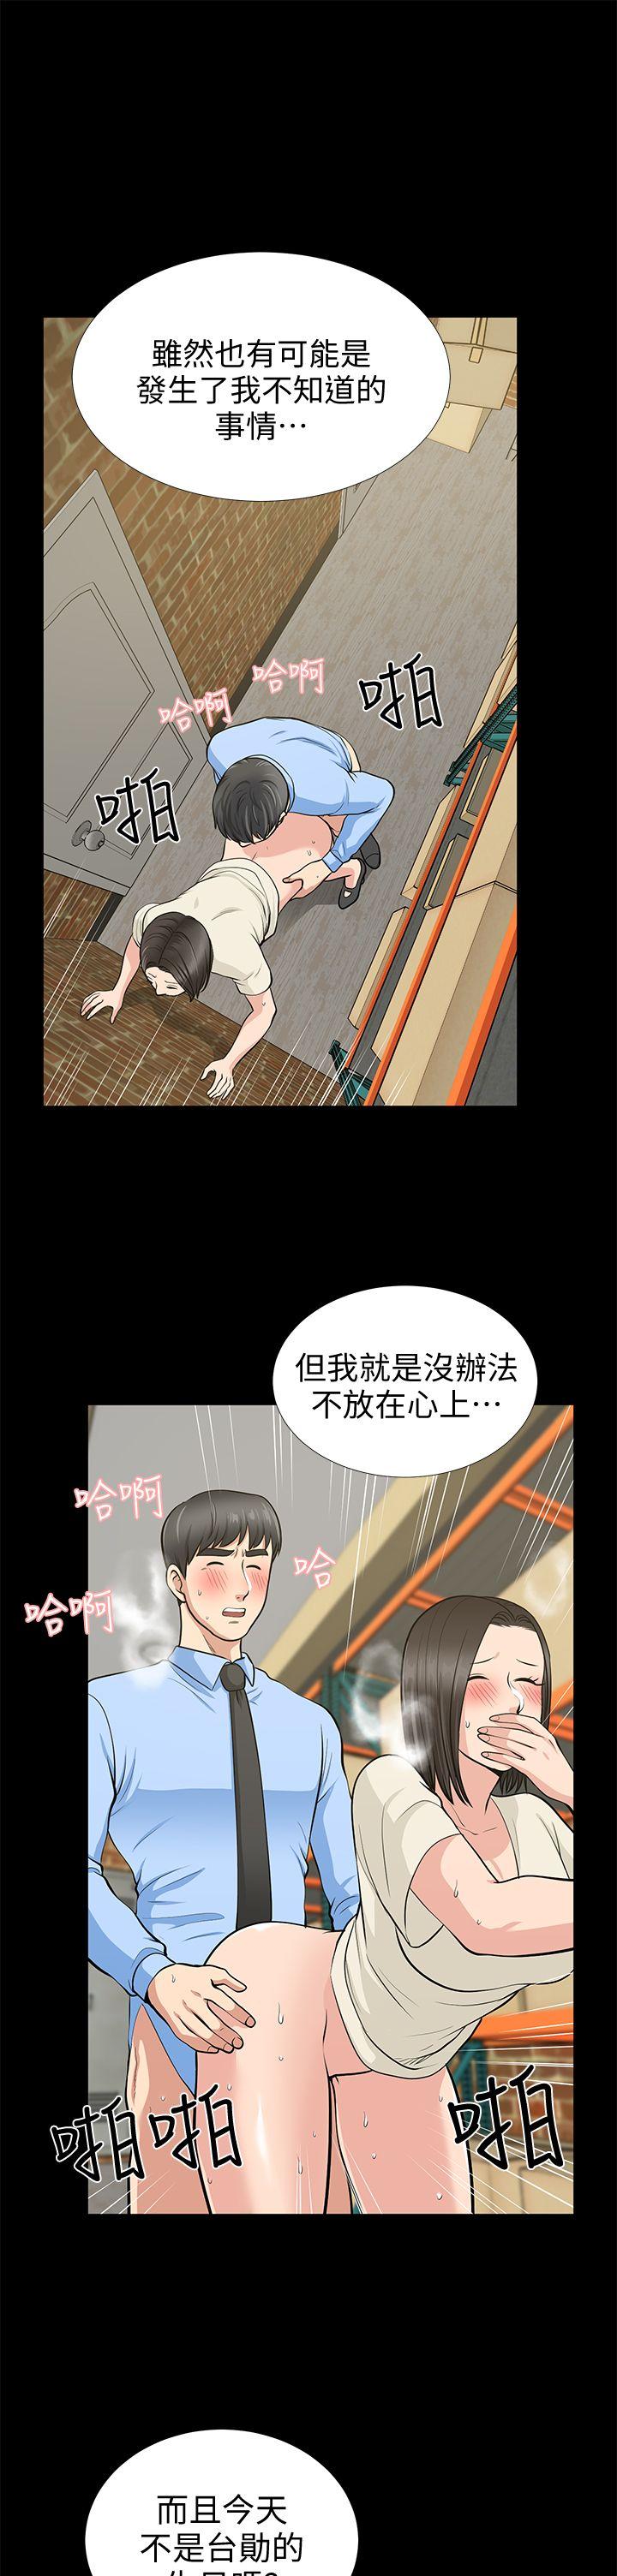 雖然也有可能是
發生了我不知道的
事情⋯
哈啊
哈啊
啪
啪
但我就是沒辦法
不放在心上⋯
哈啊
哈
哈啊
啪啪
啪
而且今天
不是台勛的